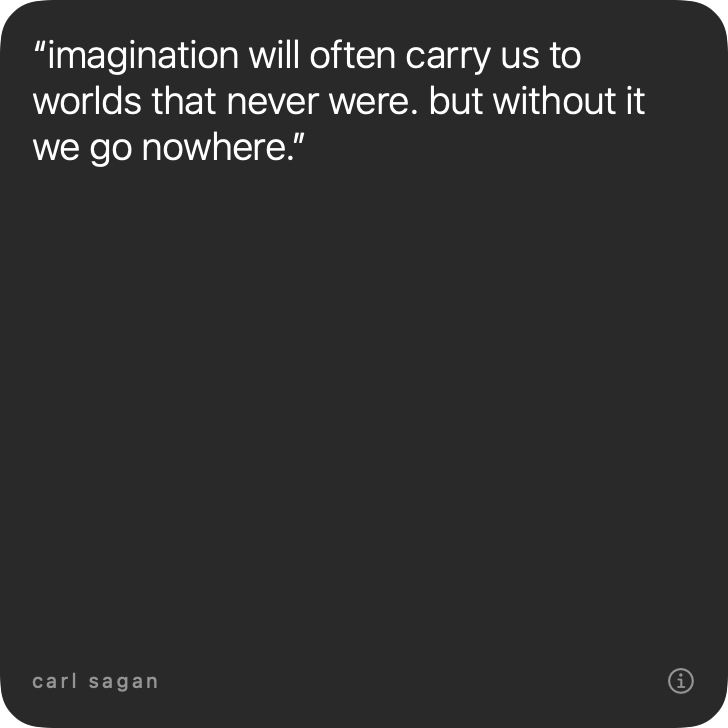 “imagination will often carry us to
worlds that never were. but without it
we go nowhere.”
carl sagan